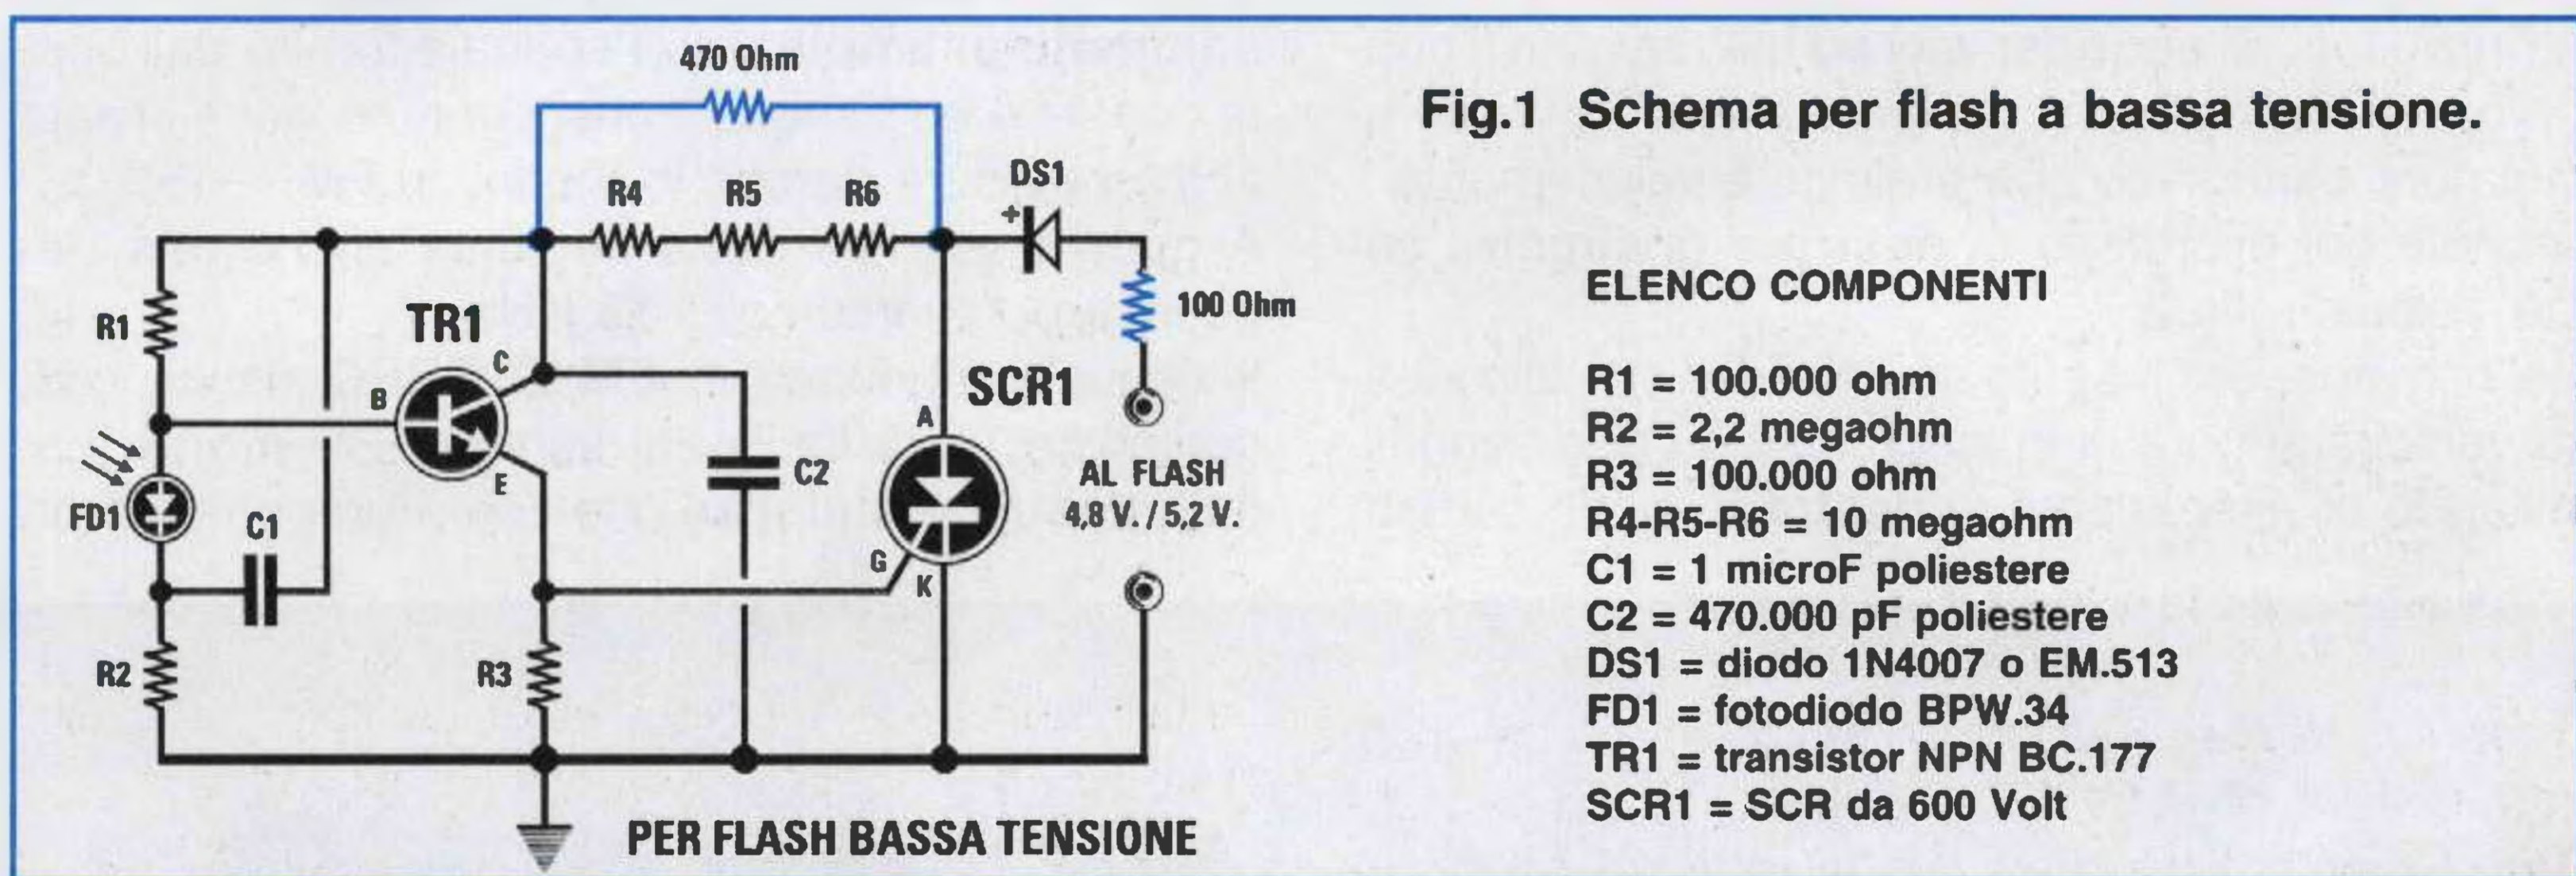 470 Ohm
Fig.1 Schema per flash a bassa tensione.
DS1
+
R4
R5
R6
100 Ohm
R1
TR1
C
B
E
SCR1
A
G
K
C2
AL FLASH
4,8 V. / 5,2 V.
FD1
C1
R2
R3
PER FLASH BASSA TENSIONE
ELENCO COMPONENTI
R1 = 100.000 ohm
R2 = 2,2 megaohm
R3 = 100.000 ohm
R4-R5-R6 = 10 megaohm
C1 = 1 microF poliestere
C2 = 470.000 pF poliestere
DS1 = diodo 1N4007 o EM.513
FD1 = fotodiodo BPW.34
TR1 = transistor NPN BC.177
SCR1 = SCR da 600 Volt